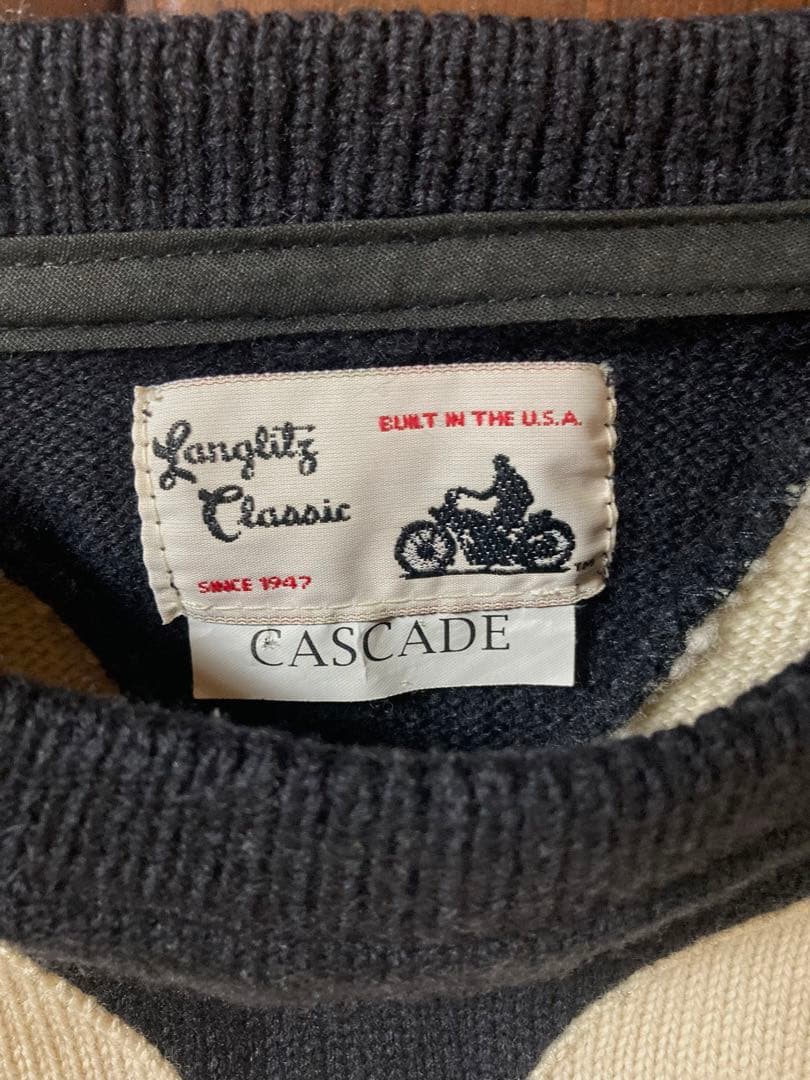 BUILT IN THE U.S.A.
Langlitz
Classic
SINCE 1947
TM
CASCADE